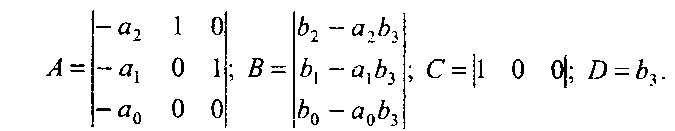 A = |−a₂ 1 0; −a₁ 0 1; −a₀ 0 0|; B = |b₂ − a₂b₃; b₁ − a₁b₃; b₀ − a₀b₃|; C = |1 0 0|; D = b₃.